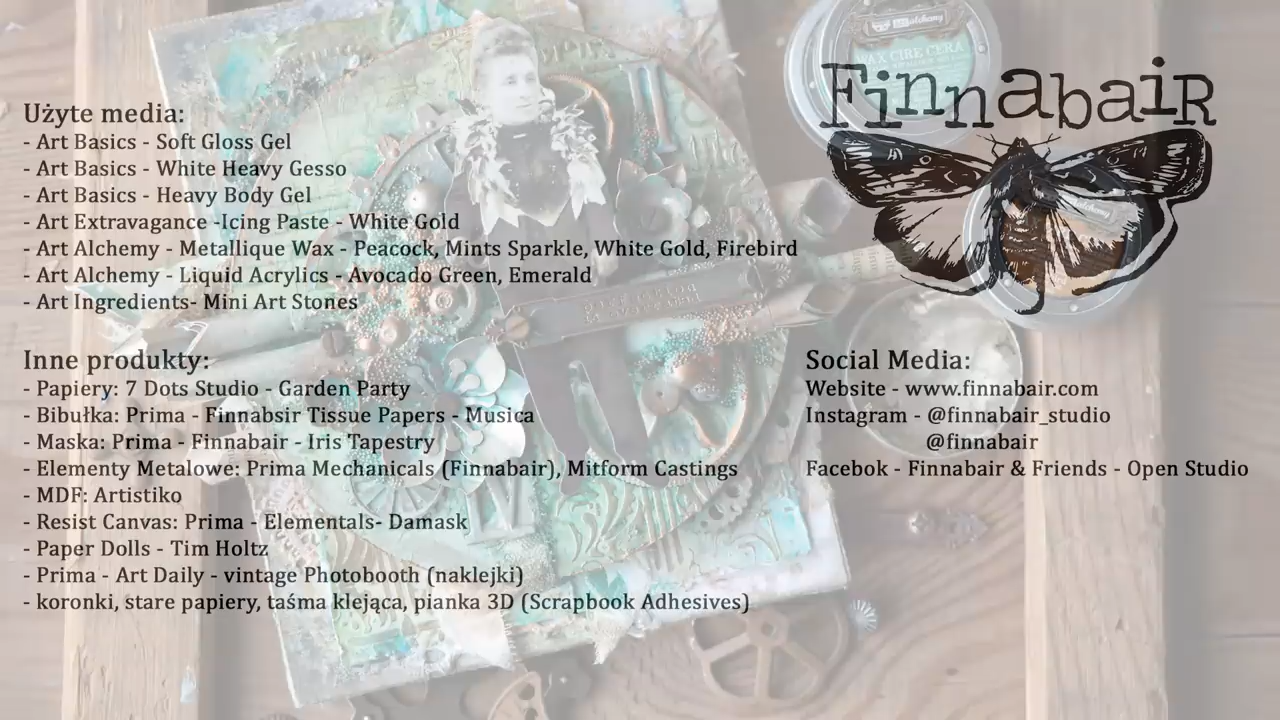 Użyte media:
- Art Basics - Soft Gloss Gel
- Art Basics - White Heavy Gesso
- Art Basics - Heavy Body Gel
- Art Extravagance -Icing Paste - White Gold
- Art Alchemy - Metallique Wax - Peacock, Mints Sparkle, White Gold, Firebird
- Art Alchemy - Liquid Acrylics - Avocado Green, Emerald
- Art Ingredients- Mini Art Stones
Inne produkty:
- Papiery: 7 Dots Studio - Garden Party
- Bibułka: Prima - Finnabsir Tissue Papers - Musica
- Maska: Prima - Finnabair - Iris Tapestry
- Elementy Metalowe: Prima Mechanicals (Finnabair), Mitform Castings
- MDF: Artistiko
- Resist Canvas: Prima - Elementals- Damask
- Paper Dolls - Tim Holtz
- Prima - Art Daily - vintage Photobooth (naklejki)
- koronki, stare papiery, taśma klejąca, pianka 3D (Scrapbook Adhesives)
art alchemy
WAX CIRE CERA
FinnabaiR
Social Media:
Website - www.finnabair.com
Instagram - @finnabair_studio
@finnabair
Facebok - Finnabair & Friends - Open Studio